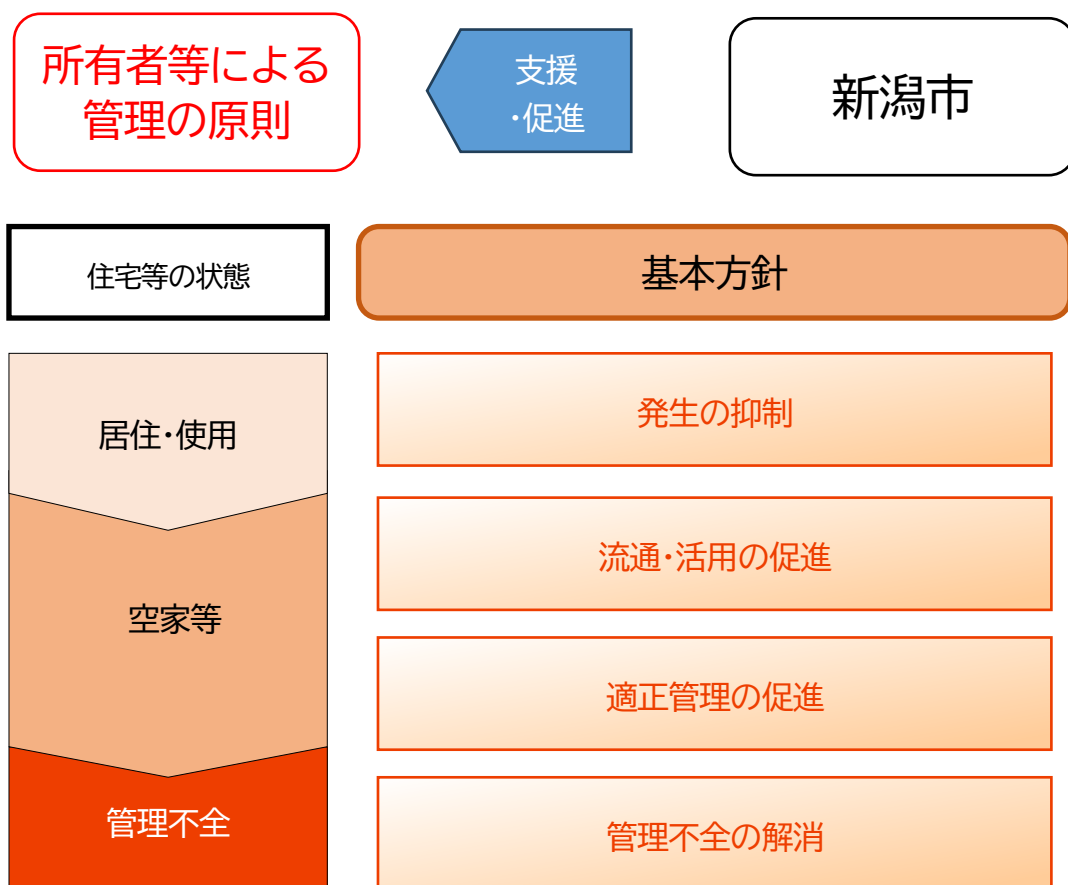 所有者等による
管理の原則
支援
・促進
新潟市
住宅等の状態
基本方針
居住・使用
発生の抑制
流通・活用の促進
空家等
適正管理の促進
管理不全
管理不全の解消